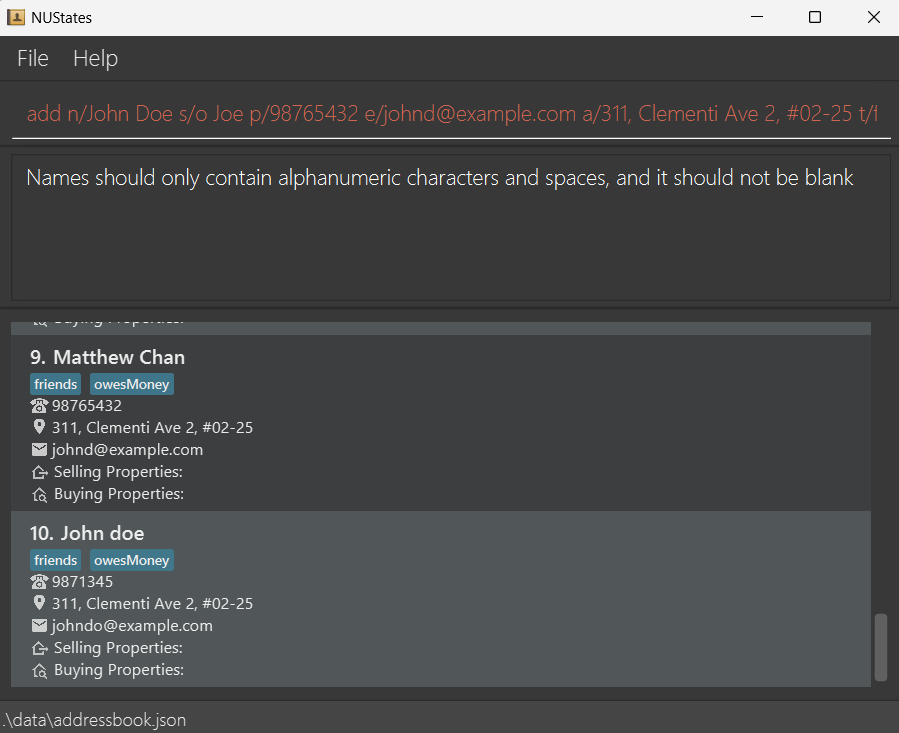 NUStates
File Help
add n/John Doe s/o Joe p/98765432 e/johnd@example.com a/311, Clementi Ave 2, #02-25 t/f
Names should only contain alphanumeric characters and spaces, and it should not be blank
Buying Properties:
9. Matthew Chan
friends owesMoney
98765432
311, Clementi Ave 2, #02-25
johnd@example.com
Selling Properties:
Buying Properties:
10. John doe
friends owesMoney
9871345
311, Clementi Ave 2, #02-25
johndo@example.com
Selling Properties:
Buying Properties:
.\data\addressbook.json